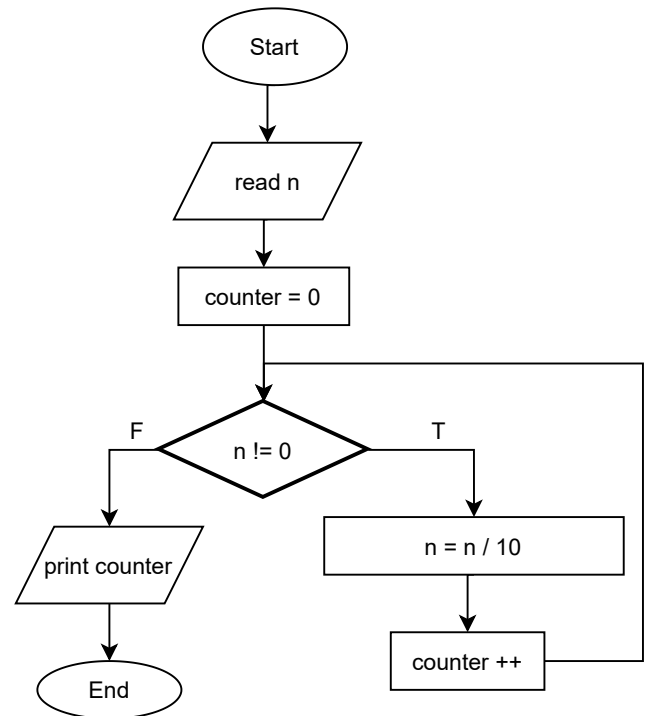 Start
read n
counter = 0
n != 0
F
T
print counter
n = n / 10
counter ++
End